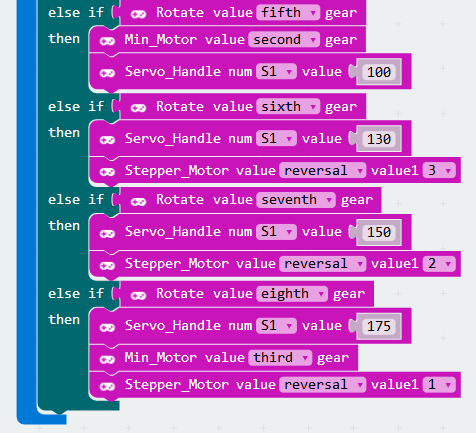 else if Rotate value fifth gear
then Min_Motor value second gear
Servo_Handle num S1 value 100
else if Rotate value sixth gear
then Servo_Handle num S1 value 130
Stepper_Motor value reversal value1 3
else if Rotate value seventh gear
then Servo_Handle num S1 value 150
Stepper_Motor value reversal value1 2
else if Rotate value eighth gear
then Servo_Handle num S1 value 175
Min_Motor value third gear
Stepper_Motor value reversal value1 1